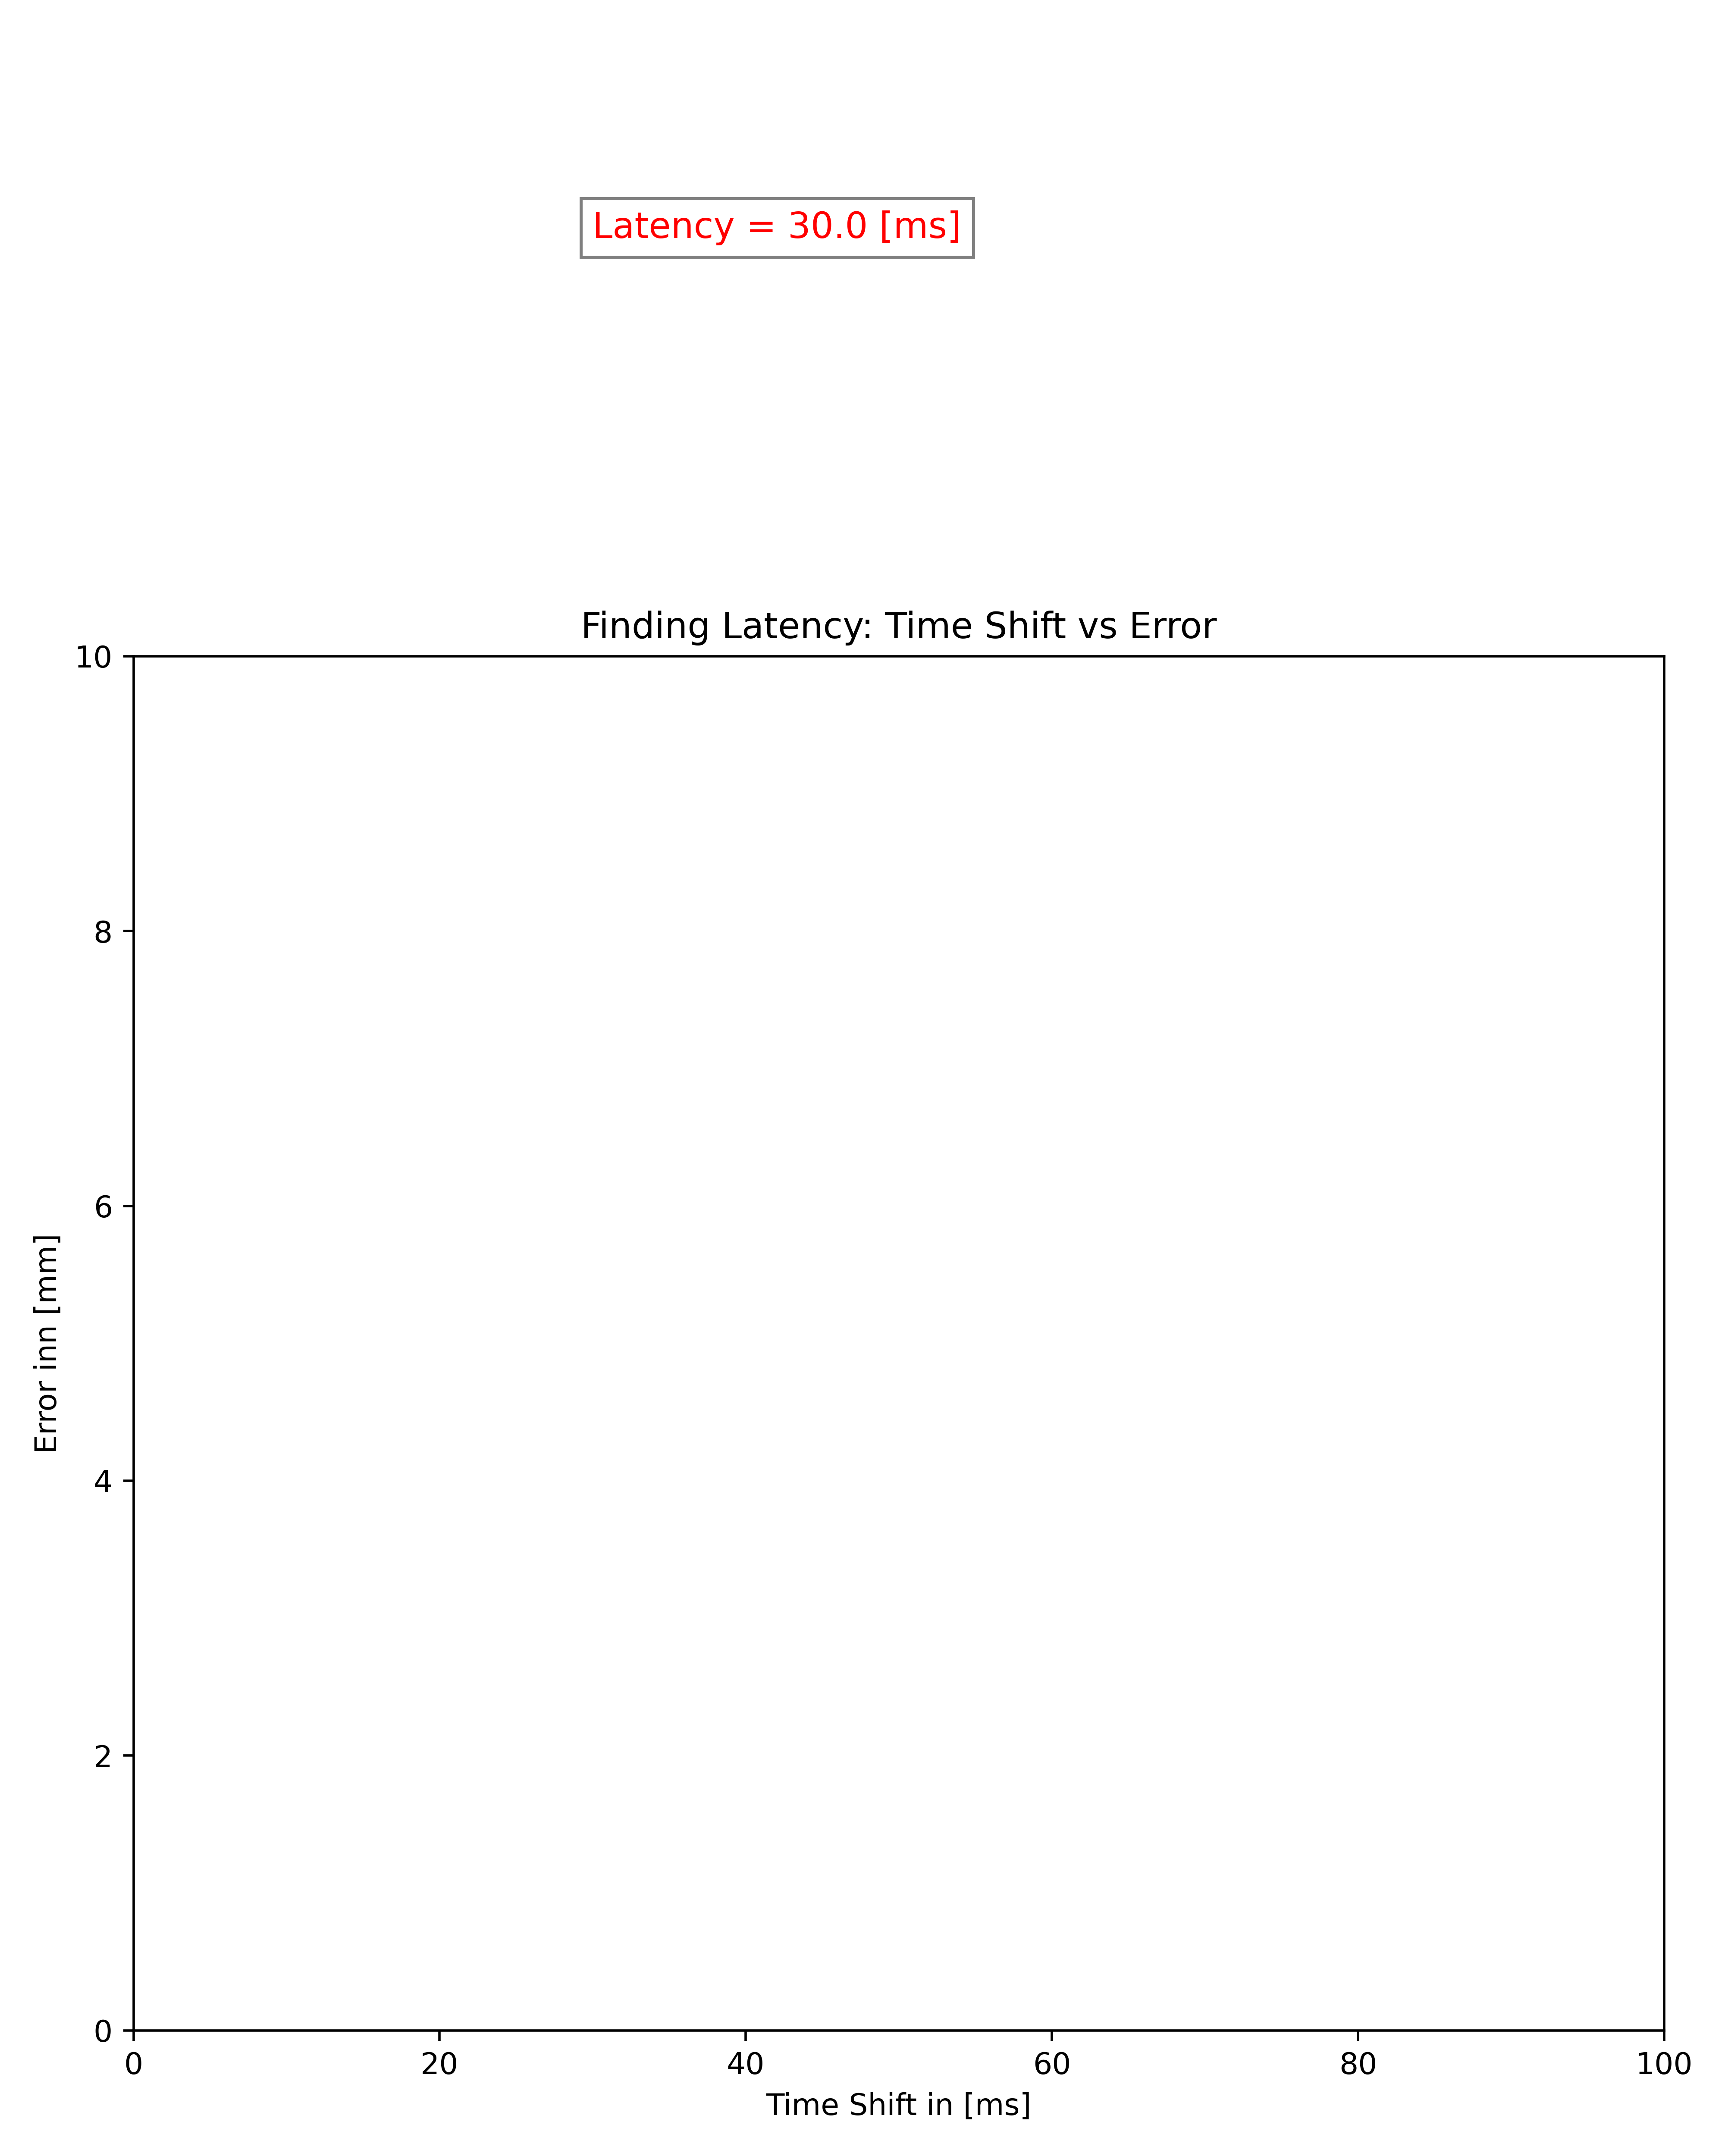 Latency = 30.0 [ms]
Finding Latency: Time Shift vs Error
10
8
6
4
2
0
Error inn [mm]
0 20 40 60 80 100
Time Shift in [ms]